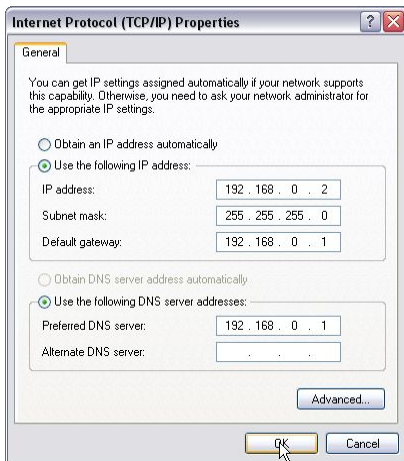 Internet Protocol (TCP/IP) Properties
General
You can get IP settings assigned automatically if your network supports
this capability. Otherwise, you need to ask your network administrator for
the appropriate IP settings.
Obtain an IP address automatically
Use the following IP address:
IP address: 192 . 168 . 0 . 2
Subnet mask: 255 . 255 . 255 . 0
Default gateway: 192 . 168 . 0 . 1
Obtain DNS server address automatically
Use the following DNS server addresses:
Preferred DNS server: 192 . 168 . 0 . 1
Alternate DNS server: . . .
Advanced...
OK Cancel